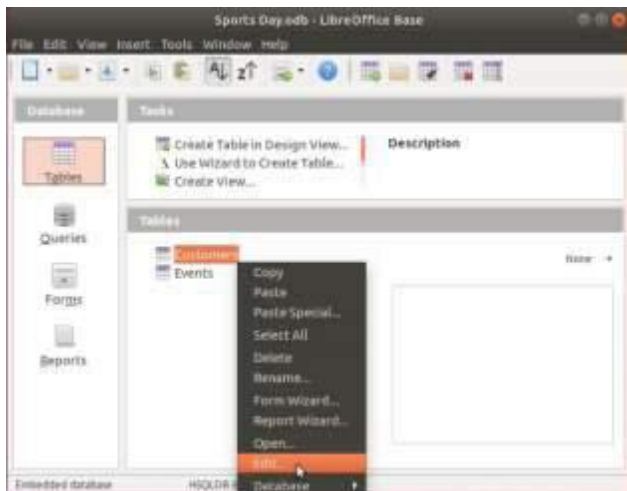 Sports Day.odb - LibreOffice Base
File Edit View Insert Tools Window Help
Database
Tasks
Tables
Queries
Forms
Reports
Create Table in Design View...
Use Wizard to Create Table...
Create View...
Description
Tables
Customers
Events
None
Copy
Paste
Paste Special...
Select All
Delete
Rename...
Form Wizard...
Report Wizard...
Open...
Edit...
Database
Embedded database
HSQLDB